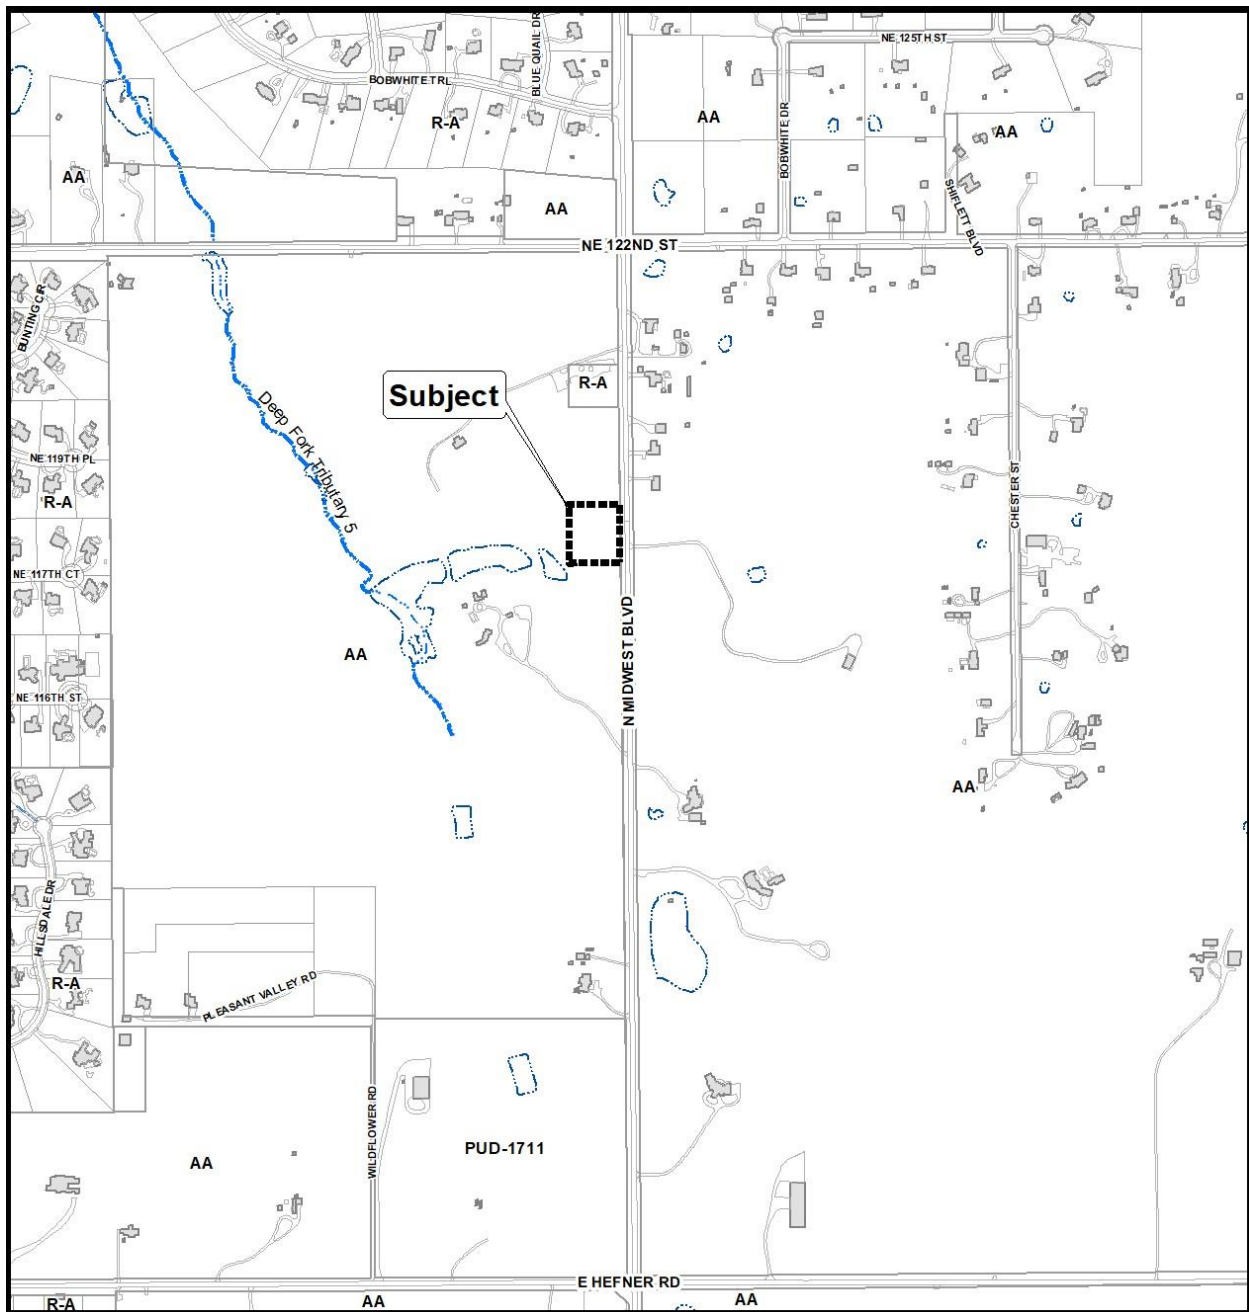 NE 125TH ST
BLUE QUAIL DR
BOBWHITE TRL
R-A
AA
BOBWHITE DR
AA
AA
SHIFLETT BLVD
AA
NE 122ND ST
BUNTING CIR
R-A
Subject
Deep Fork Tributary 5
NE 119TH PL
R-A
CHESTER ST
NE 117TH CT
N MIDWEST BLVD
AA
NE 116TH ST
AA
HILLSDALE DR
R-A
PLEASANT VALLEY RD
WILDFLOWER RD
PUD-1711
AA
E HEFNER RD
R-A
AA
AA